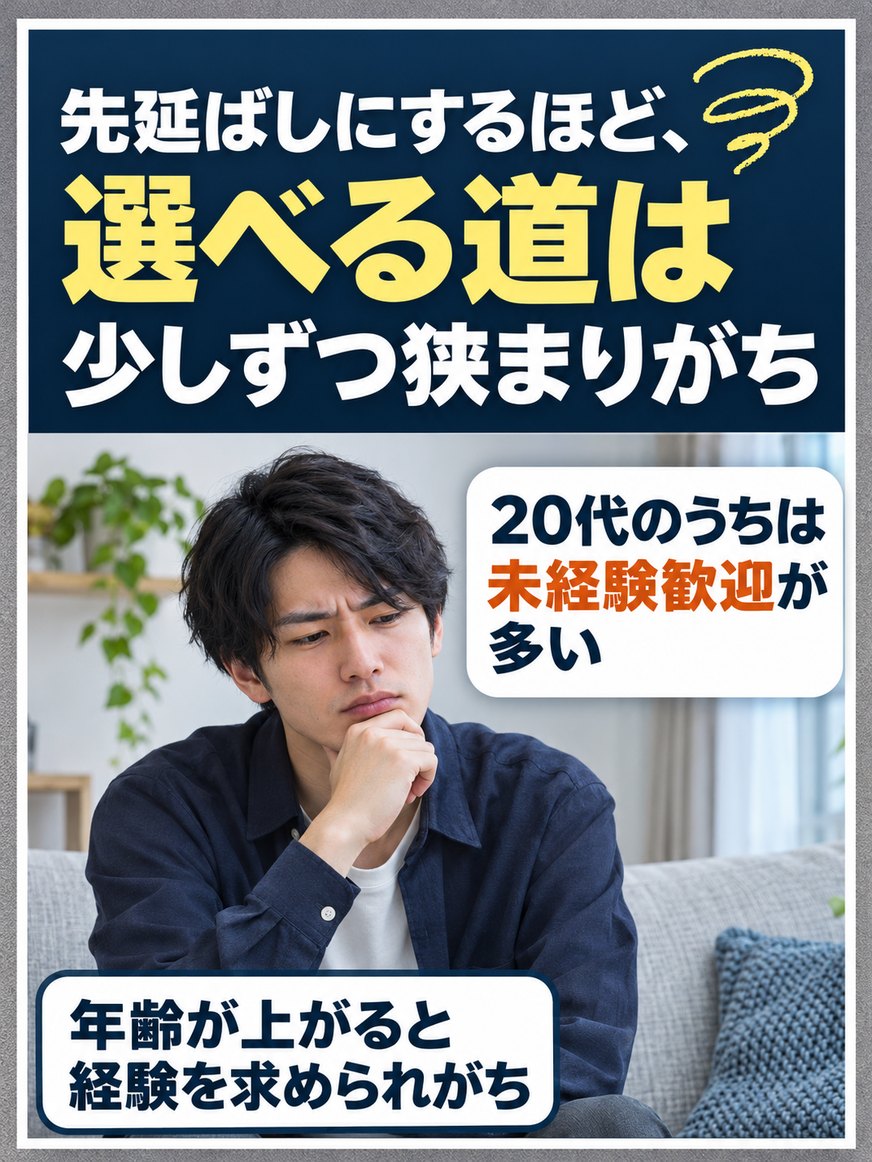 先延ばしにするほど、
選べる道は
少しずつ狭まりがち
20代のうちは
未経験歓迎が
多い
年齢が上がると
経験を求められがち